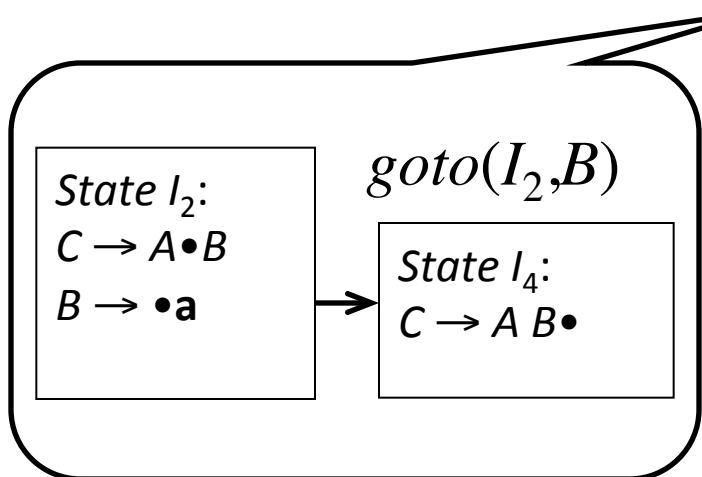 State I₂:
C → A•B
B → •a
goto(I₂,B)
State I₄:
C → A B•